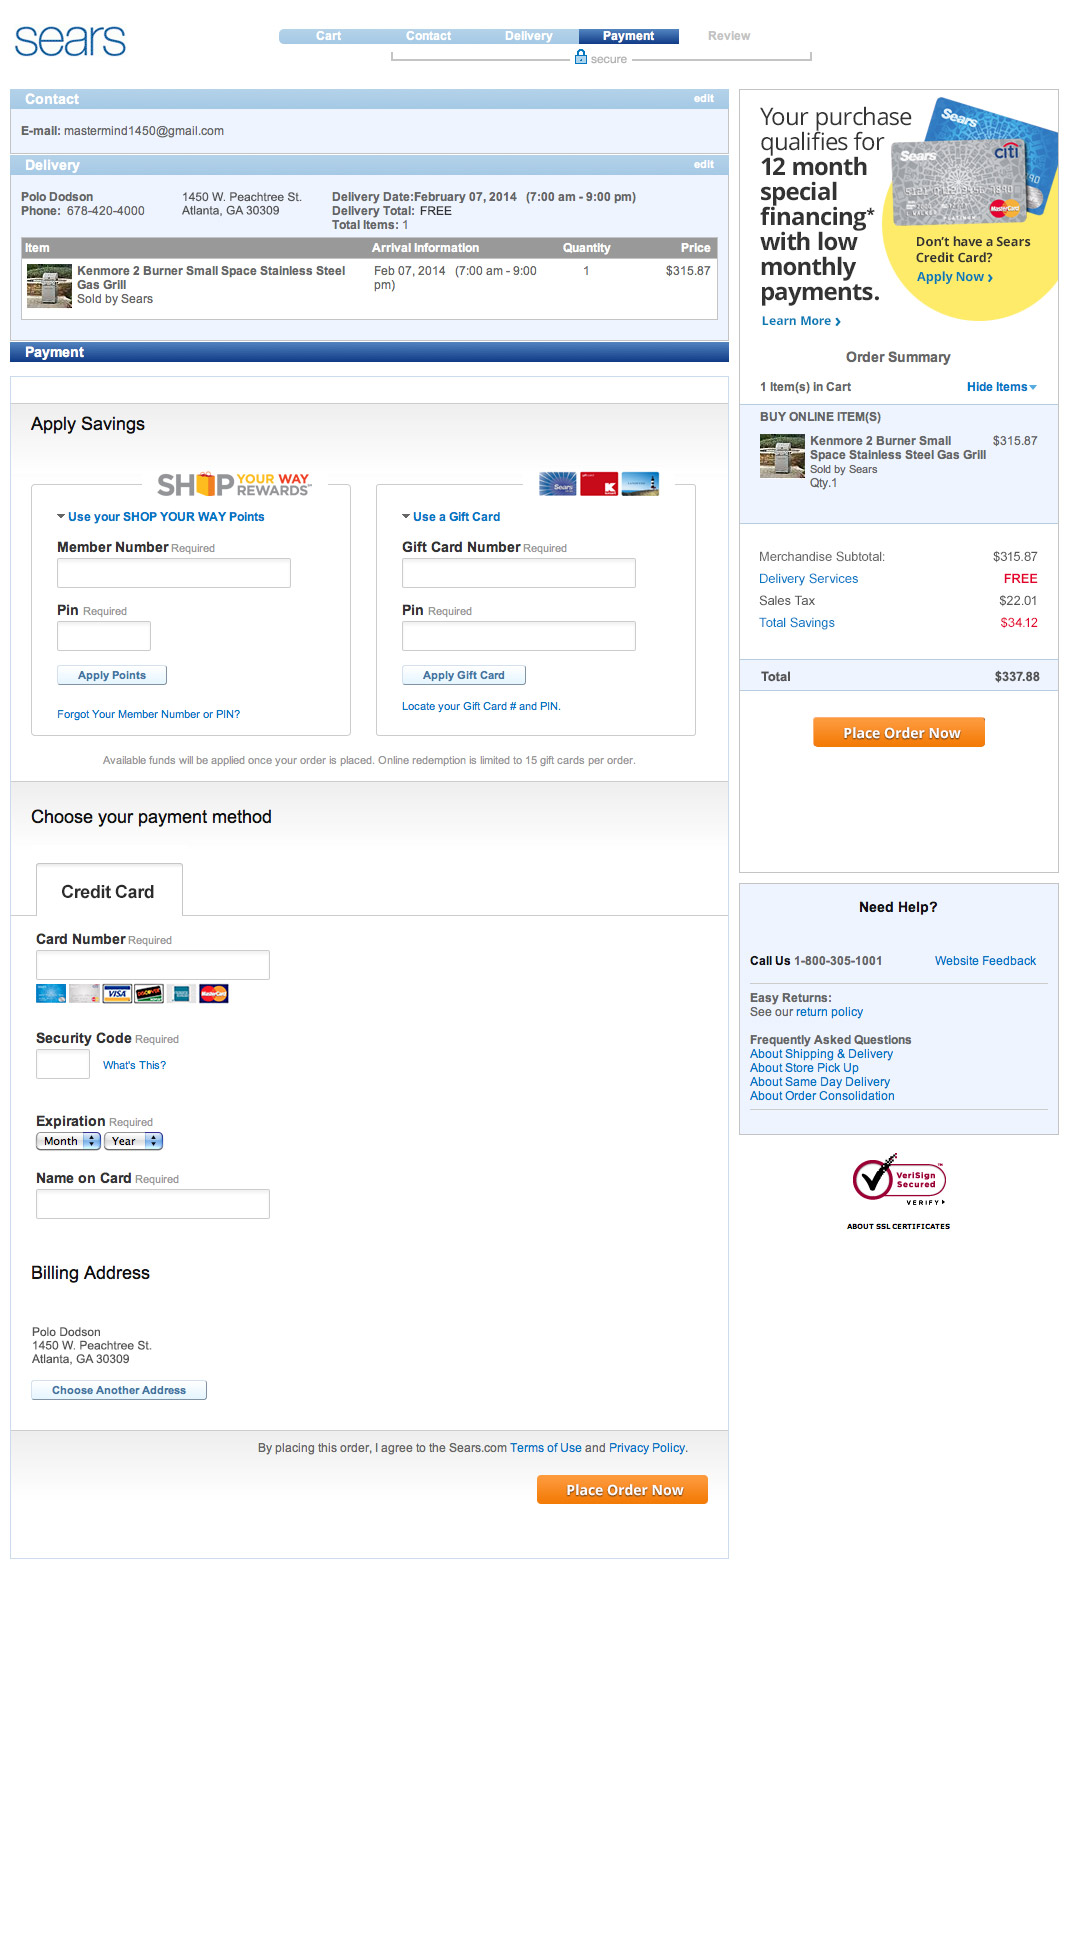 sears
Cart Contact Delivery Payment Review
secure
Contact edit
E-mail: mastermind1450@gmail.com
Delivery edit
Polo Dodson
Phone: 678-420-4000
1450 W. Peachtree St.
Atlanta, GA 30309
Delivery Date:February 07, 2014 (7:00 am - 9:00 pm)
Delivery Total: FREE
Total Items: 1
Item Arrival Information Quantity Price
Kenmore 2 Burner Small Space Stainless Steel
Gas Grill
Sold by Sears
Feb 07, 2014 (7:00 am - 9:00
pm)
1
$315.87
Payment
Apply Savings
SHOP YOUR WAY REWARDS
Use your SHOP YOUR WAY Points
Member Number Required
Pin Required
Apply Points
Forgot Your Member Number or PIN?
Sears K
Use a Gift Card
Gift Card Number Required
Pin Required
Apply Gift Card
Locate your Gift Card # and PIN.
Available funds will be applied once your order is placed. Online redemption is limited to 15 gift cards per order.
Choose your payment method
Credit Card
Card Number Required
VISA DISCOVER MasterCard
Security Code Required
What's This?
Expiration Required
Month Year
Name on Card Required
Billing Address
Polo Dodson
1450 W. Peachtree St.
Atlanta, GA 30309
Choose Another Address
By placing this order, I agree to the Sears.com Terms of Use and Privacy Policy.
Place Order Now
Your purchase
qualifies for
12 month
special
financing*
with low
monthly
payments.
Learn More ›
Sears
Sears citi
MasterCard
Don't have a Sears
Credit Card?
Apply Now ›
Order Summary
1 Item(s) in Cart Hide Items
BUY ONLINE ITEM(S)
Kenmore 2 Burner Small $315.87
Space Stainless Steel Gas Grill
Sold by Sears
Qty.1
Merchandise Subtotal: $315.87
Delivery Services FREE
Sales Tax $22.01
Total Savings $34.12
Total $337.88
Place Order Now
Need Help?
Call Us 1-800-305-1001 Website Feedback
Easy Returns:
See our return policy
Frequently Asked Questions
About Shipping & Delivery
About Store Pick Up
About Same Day Delivery
About Order Consolidation
VeriSign
Secured
VERIFY
ABOUT SSL CERTIFICATES